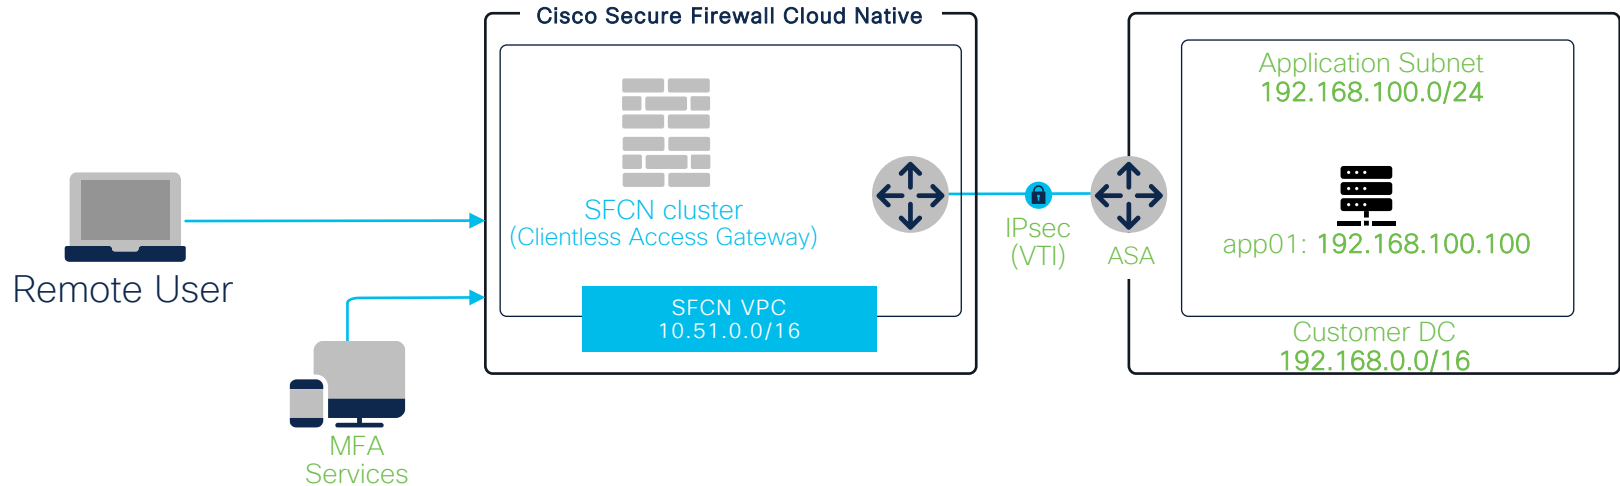 Cisco Secure Firewall Cloud Native
SFCN cluster
(Clientless Access Gateway)
SFCN VPC
10.51.0.0/16
Remote User
MFA
Services
IPsec
(VTI)
ASA
Application Subnet
192.168.100.0/24
app01: 192.168.100.100
Customer DC
192.168.0.0/16